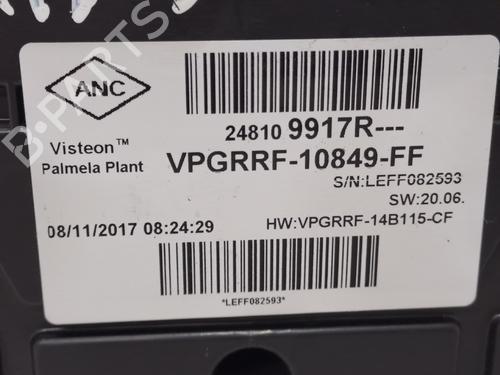 ANC
Visteon™
Palmela Plant
24810 9917R---
VPGRRF-10849-FF
S/N:LEFF082593
SW:20.06.
08/11/2017 08:24:29
HW:VPGRRF-14B115-CF
*LEFF082593*
B-PARTS